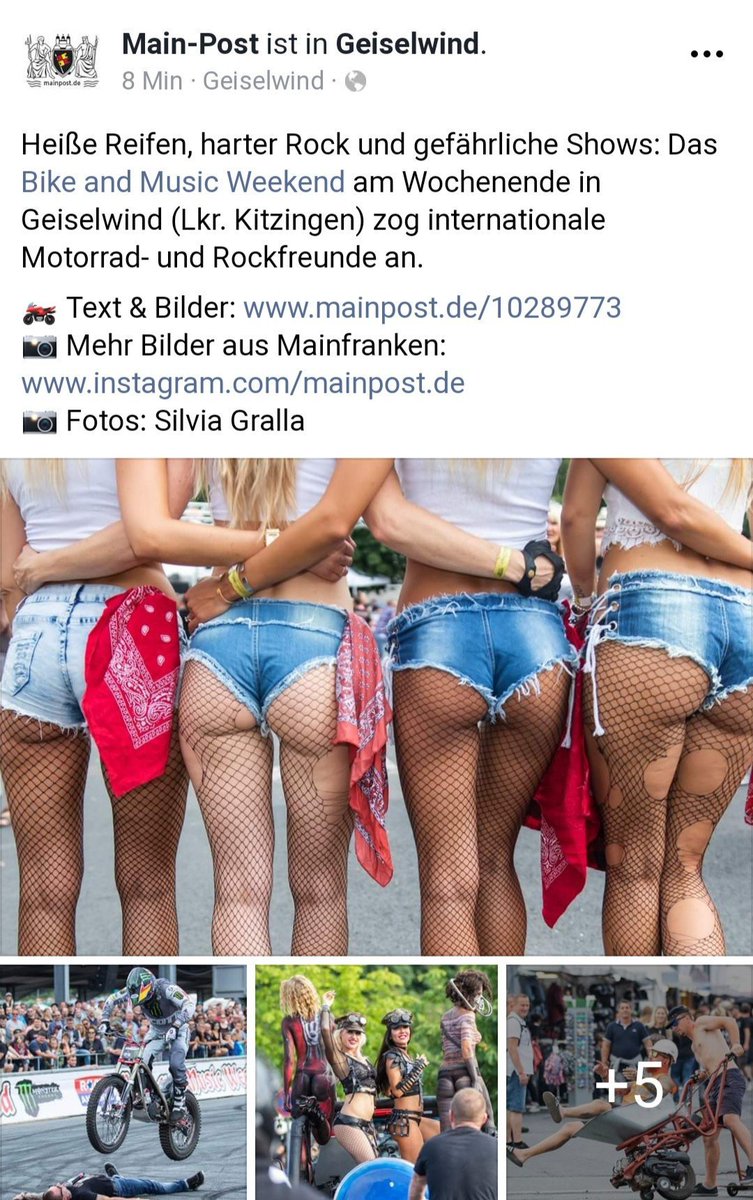 Main-Post ist in Geiselwind.
mainpost.de
8 Min · Geiselwind ·
Heiße Reifen, harter Rock und gefährliche Shows: Das
Bike and Music Weekend am Wochenende in
Geiselwind (Lkr. Kitzingen) zog internationale
Motorrad- und Rockfreunde an.
Text & Bilder: www.mainpost.de/10289773
Mehr Bilder aus Mainfranken:
www.instagram.com/mainpost.de
Fotos: Silvia Gralla
+5